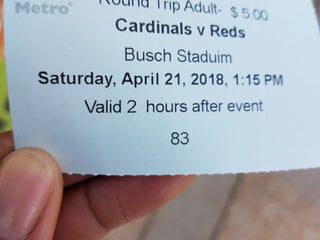 Metro
Round Trip Adult- $ 5.00
Cardinals v Reds
Busch Staduim
Saturday, April 21, 2018, 1:15 PM
Valid 2 hours after event
83